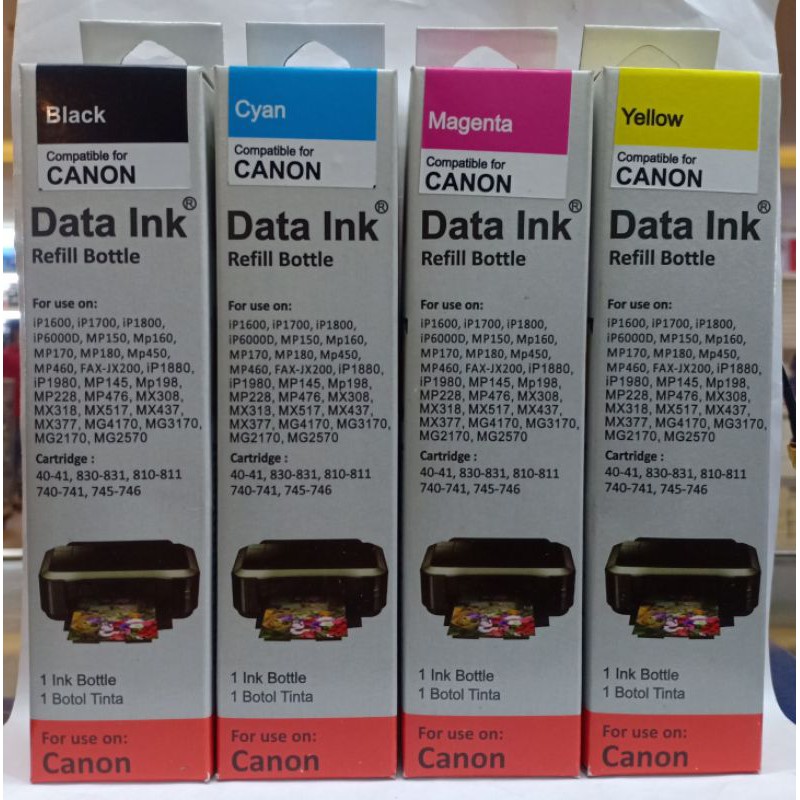 Black
Compatible for
CANON
Data Ink®
Refill Bottle
For use on:
iP1600, iP1700, iP1800,
iP6000D, MP150, Mp160,
MP170, MP180, Mp450,
MP460, FAX-JX200, iP1880,
iP1980, MP145, Mp198,
MP228, MP476, MX308,
MX318, MX517, MX437,
MX377, MG4170, MG3170,
MG2170, MG2570
Cartridge :
40-41, 830-831, 810-811
740-741, 745-746
1 Ink Bottle
1 Botol Tinta
For use on:
Canon
Cyan
Compatible for
CANON
Data Ink®
Refill Bottle
For use on:
iP1600, iP1700, iP1800,
iP6000D, MP150, Mp160,
MP170, MP180, Mp450,
MP460, FAX-JX200, iP1880,
iP1980, MP145, Mp198,
MP228, MP476, MX308,
MX318, MX517, MX437,
MX377, MG4170, MG3170,
MG2170, MG2570
Cartridge :
40-41, 830-831, 810-811
740-741, 745-746
1 Ink Bottle
1 Botol Tinta
For use on:
Canon
Magenta
Compatible for
CANON
Data Ink®
Refill Bottle
For use on:
iP1600, iP1700, iP1800,
iP6000D, MP150, Mp160,
MP170, MP180, Mp450,
MP460, FAX-JX200, iP1880,
iP1980, MP145, Mp198,
MP228, MP476, MX308,
MX318, MX517, MX437,
MX377, MG4170, MG3170,
MG2170, MG2570
Cartridge :
40-41, 830-831, 810-811
740-741, 745-746
1 Ink Bottle
1 Botol Tinta
For use on:
Canon
Yellow
Compatible for
CANON
Data Ink®
Refill Bottle
For use on:
iP1600, iP1700, iP1800,
iP6000D, MP150, Mp160,
MP170, MP180, Mp450,
MP460, FAX-JX200, iP1880,
iP1980, MP145, Mp198,
MP228, MP476, MX308,
MX318, MX517, MX437,
MX377, MG4170, MG3170,
MG2170, MG2570
Cartridge :
40-41, 830-831, 810-811
740-741, 745-746
1 Ink Bottle
1 Botol Tinta
For use on:
Canon